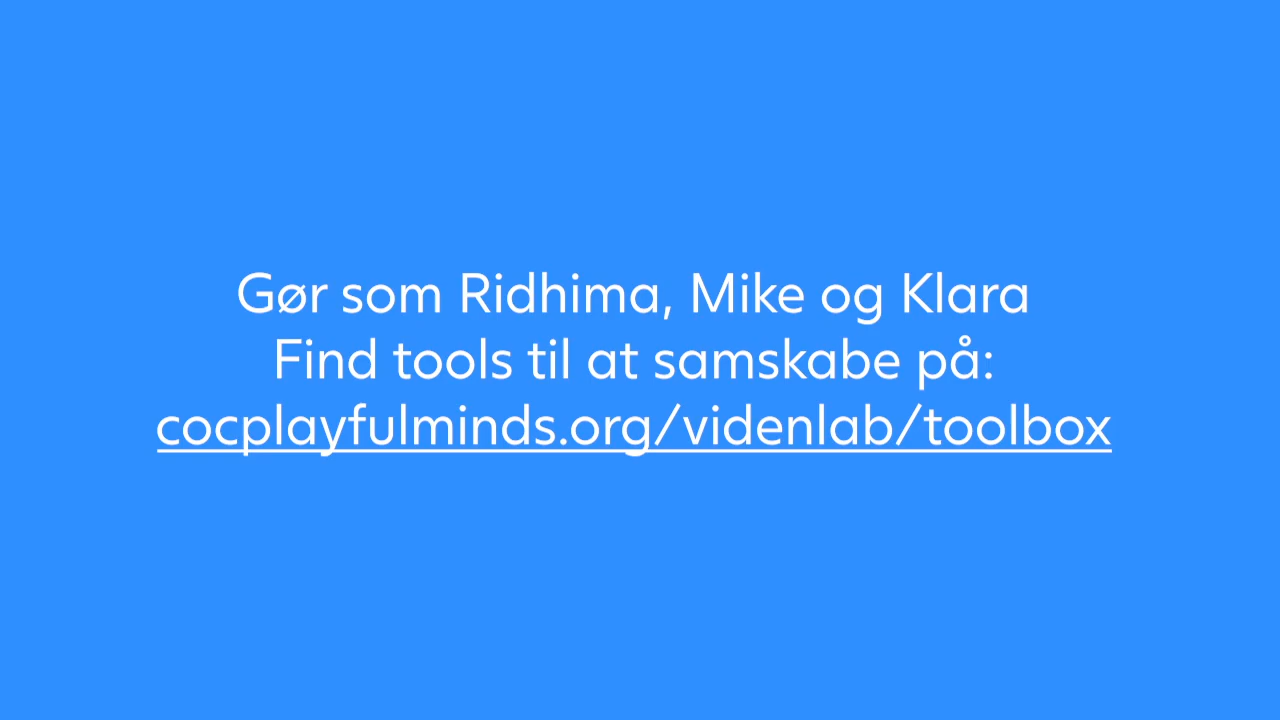 Gør som Ridhima, Mike og Klara
Find tools til at samskabe på:
cocplayfulminds.org/videnlab/toolbox